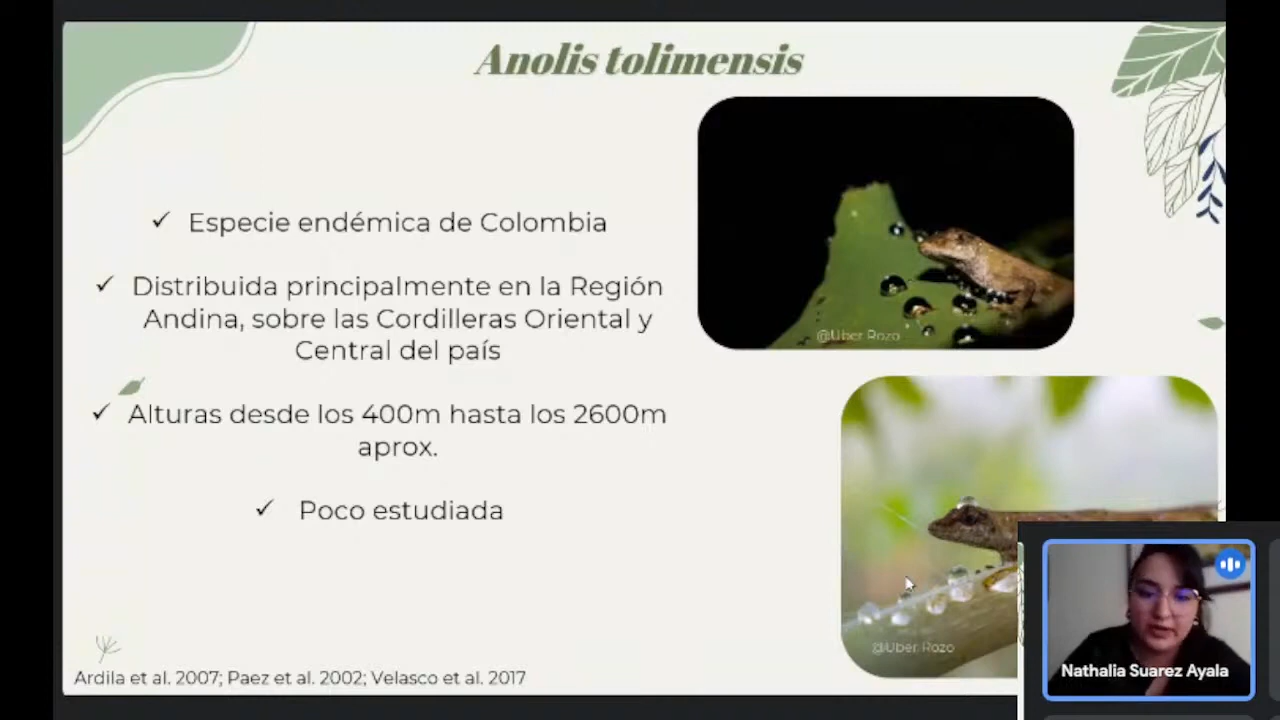 Anolis tolimensis
✓ Especie endémica de Colombia
✓ Distribuida principalmente en la Región
Andina, sobre las Cordilleras Oriental y
Central del país
✓ Alturas desde los 400m hasta los 2600m
aprox.
✓ Poco estudiada
@Uber Rozo
@Uber Rozo
Ardila et al. 2007; Paez et al. 2002; Velasco et al. 2017
Nathalia Suarez Ayala